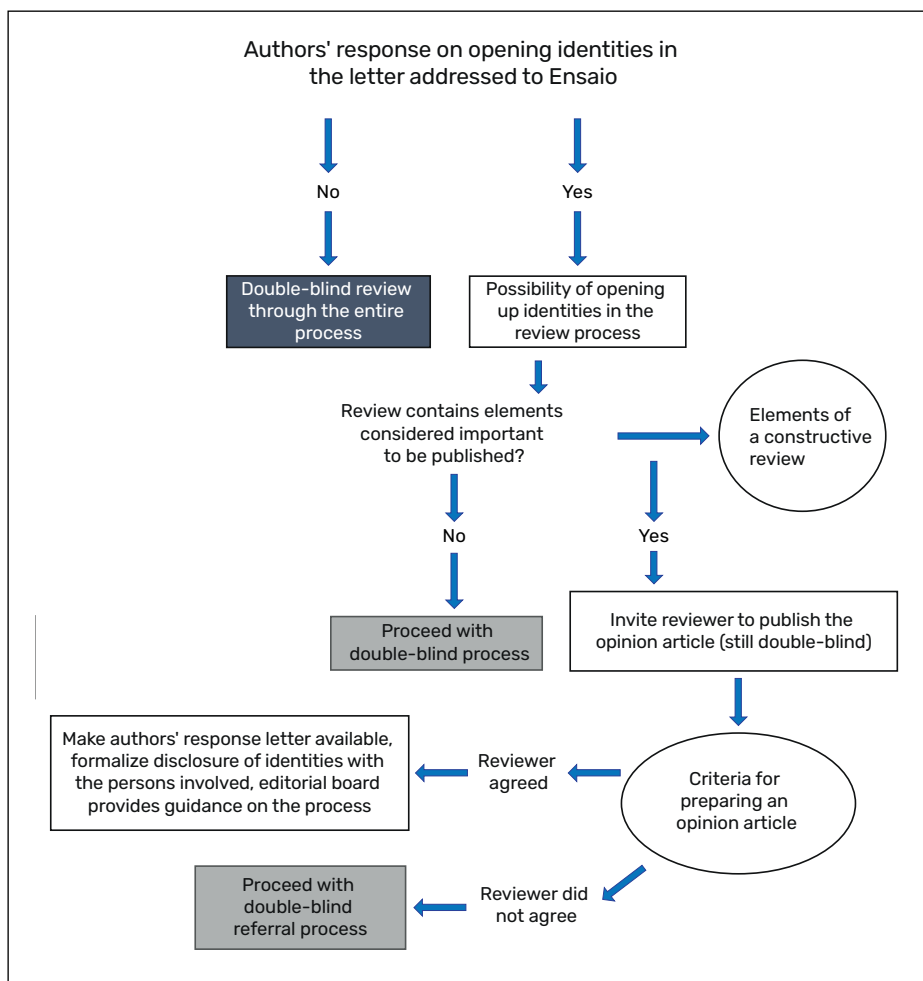 Authors' response on opening identities in
the letter addressed to Ensaio
No
Yes
Double-blind review
through the entire
process
Possibility of opening
up identities in the
review process
Review contains elements
considered important
to be published?
Elements of
a constructive
review
No
Yes
Proceed with
double-blind process
Invite reviewer to publish the
opinion article (still double-blind)
Make authors' response letter available,
formalize disclosure of identities with
the persons involved, editorial board
provides guidance on the process
Reviewer
agreed
Criteria for
preparing an
opinion article
Proceed with
double-blind
referral process
Reviewer did
not agree